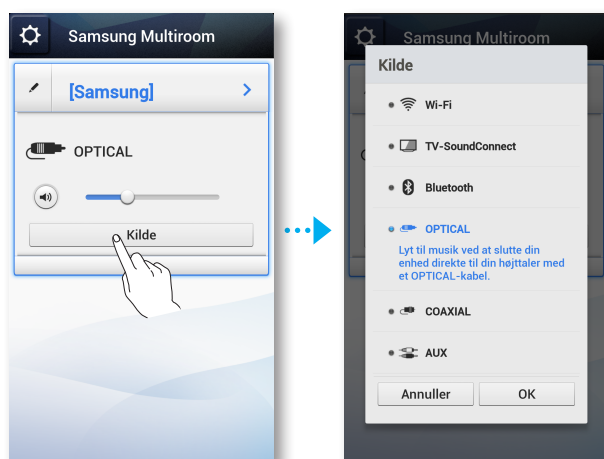 Samsung Multiroom
[Samsung]
OPTICAL
Kilde
Samsung Multiroom
Kilde
Wi-Fi
TV-SoundConnect
Bluetooth
OPTICAL
Lyt til musik ved at slutte din
enhed direkte til din højttaler med
et OPTICAL-kabel.
COAXIAL
AUX
Annuller
OK